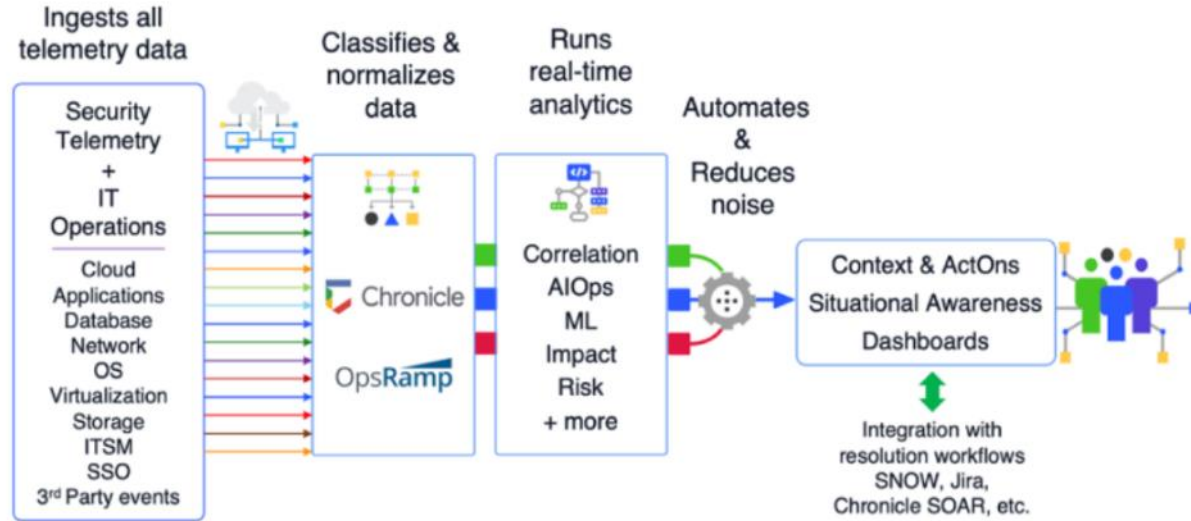 Ingests all
telemetry data
Security
Telemetry
+
IT
Operations
Cloud
Applications
Database
Network
OS
Virtualization
Storage
ITSM
SSO
3rd Party events
Classifies &
normalizes
data
Chronicle
OpsRamp
Runs
real-time
analytics
</>
Correlation
AIOps
ML
Impact
Risk
+ more
Automates
&
Reduces
noise
Context & ActOns
Situational Awareness
Dashboards
Integration with
resolution workflows
SNOW, Jira,
Chronicle SOAR, etc.